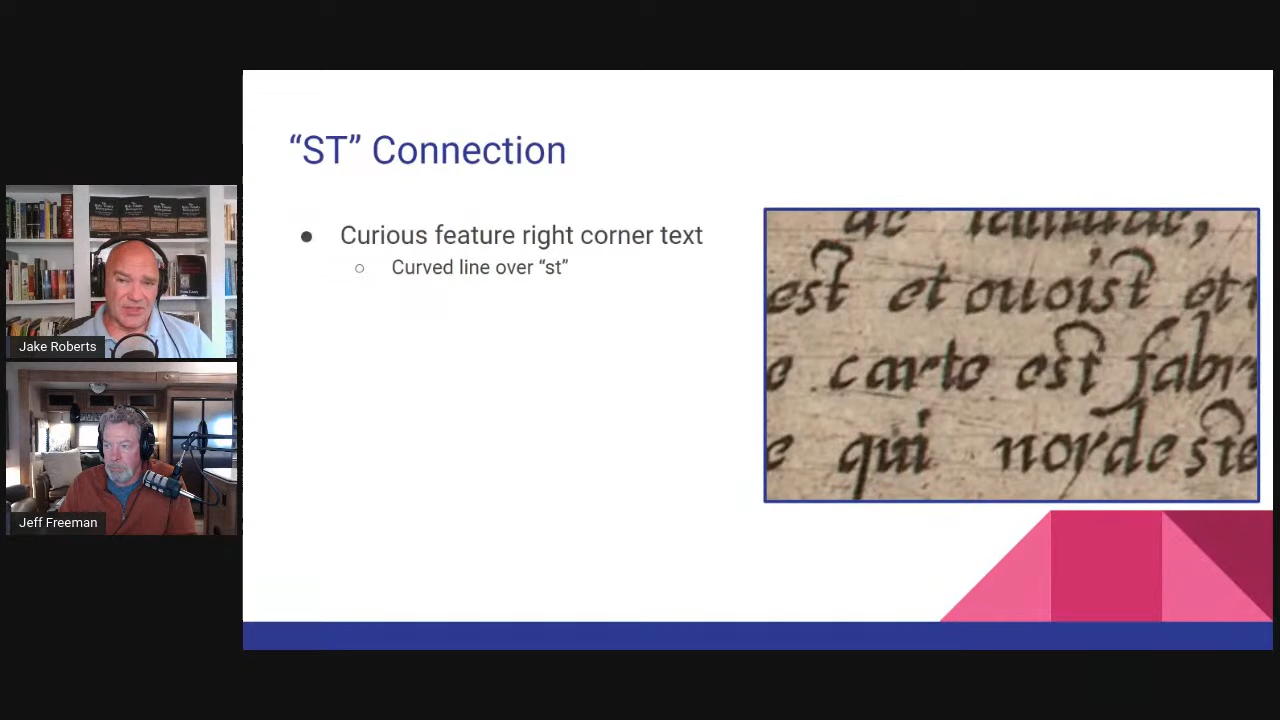 “ST” Connection
● Curious feature right corner text
○ Curved line over “st”
est et ouoist et
carte est fabr
qui nordeste
Jake Roberts
Jeff Freeman